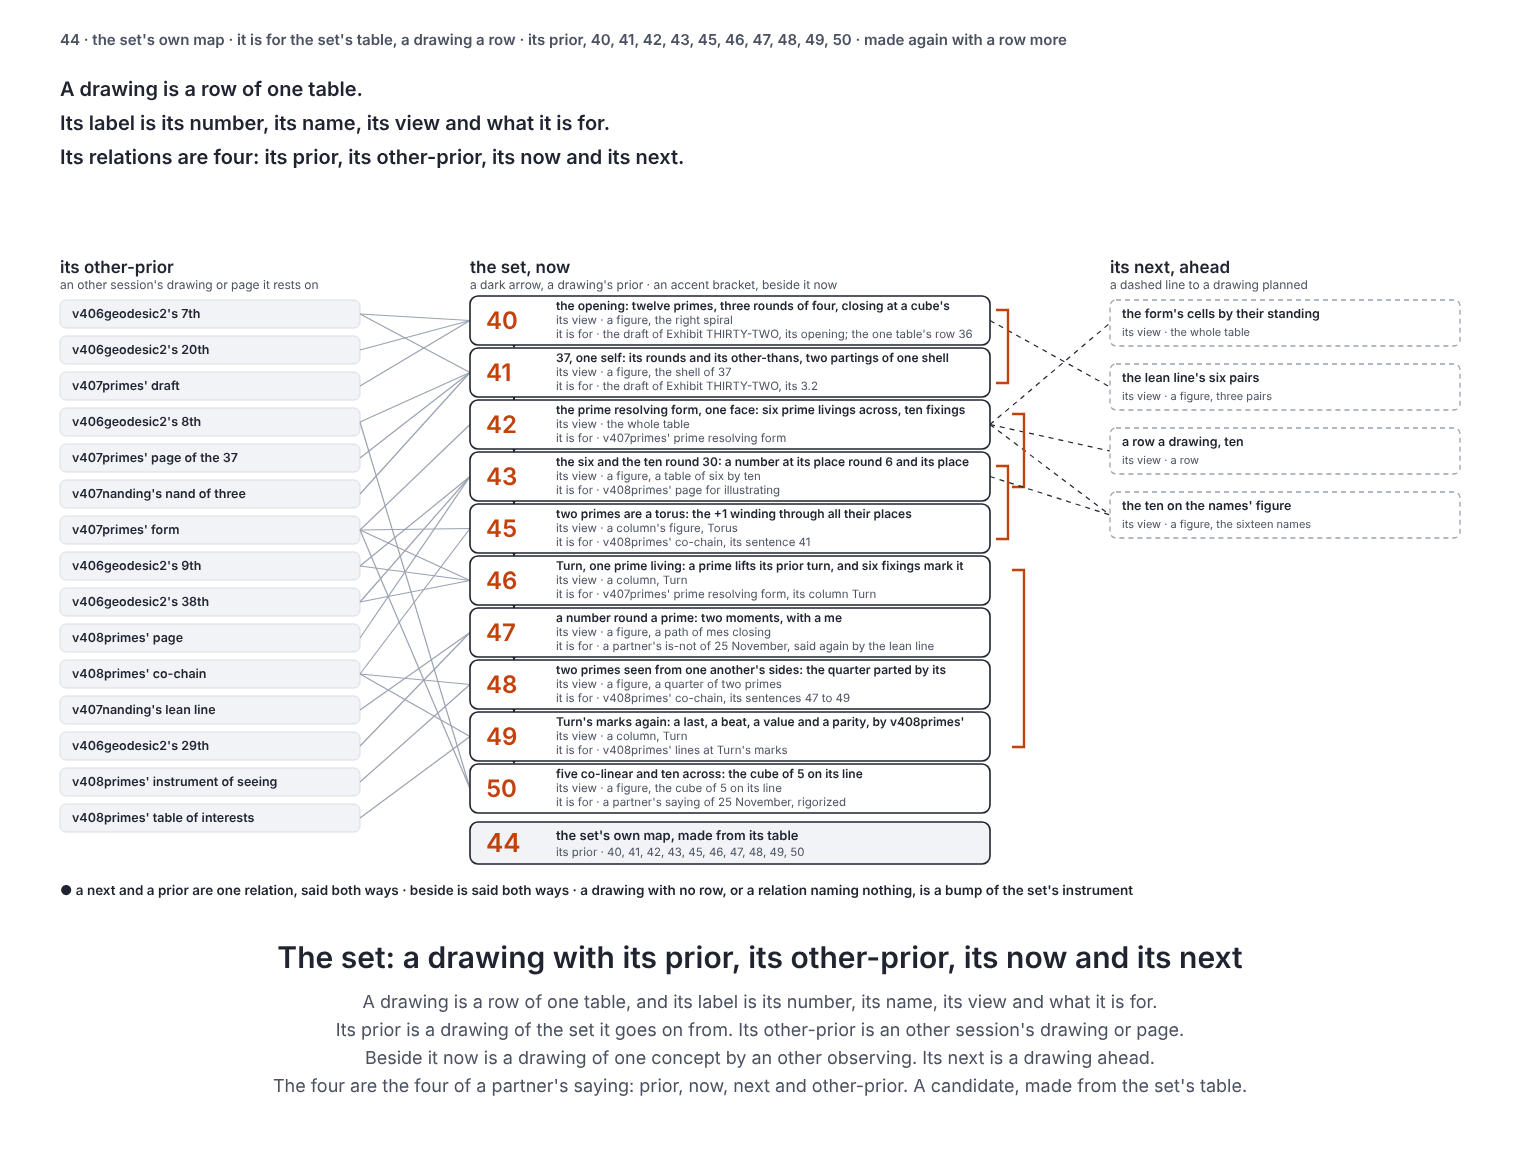 44 · the set's own map · it is for the set's table, a drawing a row · its prior, 40, 41, 42, 43, 45, 46, 47, 48, 49, 50 · made again with a row more
A drawing is a row of one table.
Its label is its number, its name, its view and what it is for.
Its relations are four: its prior, its other-prior, its now and its next.
its other-prior
an other session's drawing or page it rests on
v406geodesic2's 7th
v406geodesic2's 20th
v407primes' draft
v406geodesic2's 8th
v407primes' page of the 37
v407nanding's nand of three
v407primes' form
v406geodesic2's 9th
v406geodesic2's 38th
v408primes' page
v408primes' co-chain
v407nanding's lean line
v406geodesic2's 29th
v408primes' instrument of seeing
v408primes' table of interests
the set, now
a dark arrow, a drawing's prior · an accent bracket, beside it now
40
the opening: twelve primes, three rounds of four, closing at a cube's
its view · a figure, the right spiral
it is for · the draft of Exhibit THIRTY-TWO, its opening; the one table's row 36
41
37, one self: its rounds and its other-thans, two partings of one shell
its view · a figure, the shell of 37
it is for · the draft of Exhibit THIRTY-TWO, its 3.2
42
the prime resolving form, one face: six prime livings across, ten fixings
its view · the whole table
it is for · v407primes' prime resolving form
43
the six and the ten round 30: a number at its place round 6 and its place
its view · a figure, a table of six by ten
it is for · v408primes' page for illustrating
45
two primes are a torus: the +1 winding through all their places
its view · a column's figure, Torus
it is for · v408primes' co-chain, its sentence 41
46
Turn, one prime living: a prime lifts its prior turn, and six fixings mark it
its view · a column, Turn
it is for · v407primes' prime resolving form, its column Turn
47
a number round a prime: two moments, with a me
its view · a figure, a path of mes closing
it is for · a partner's is-not of 25 November, said again by the lean line
48
two primes seen from one another's sides: the quarter parted by its
its view · a figure, a quarter of two primes
it is for · v408primes' co-chain, its sentences 47 to 49
49
Turn's marks again: a last, a beat, a value and a parity, by v408primes'
its view · a column, Turn
it is for · v408primes' lines at Turn's marks
50
five co-linear and ten across: the cube of 5 on its line
its view · a figure, the cube of 5 on its line
it is for · a partner's saying of 25 November, rigorized
44
the set's own map, made from its table
its prior · 40, 41, 42, 43, 45, 46, 47, 48, 49, 50
its next, ahead
a dashed line to a drawing planned
the form's cells by their standing
its view · the whole table
the lean line's six pairs
its view · a figure, three pairs
a row a drawing, ten
its view · a row
the ten on the names' figure
its view · a figure, the sixteen names
● a next and a prior are one relation, said both ways · beside is said both ways · a drawing with no row, or a relation naming nothing, is a bump of the set's instrument
The set: a drawing with its prior, its other-prior, its now and its next
A drawing is a row of one table, and its label is its number, its name, its view and what it is for.
Its prior is a drawing of the set it goes on from. Its other-prior is an other session's drawing or page.
Beside it now is a drawing of one concept by an other observing. Its next is a drawing ahead.
The four are the four of a partner's saying: prior, now, next and other-prior. A candidate, made from the set's table.